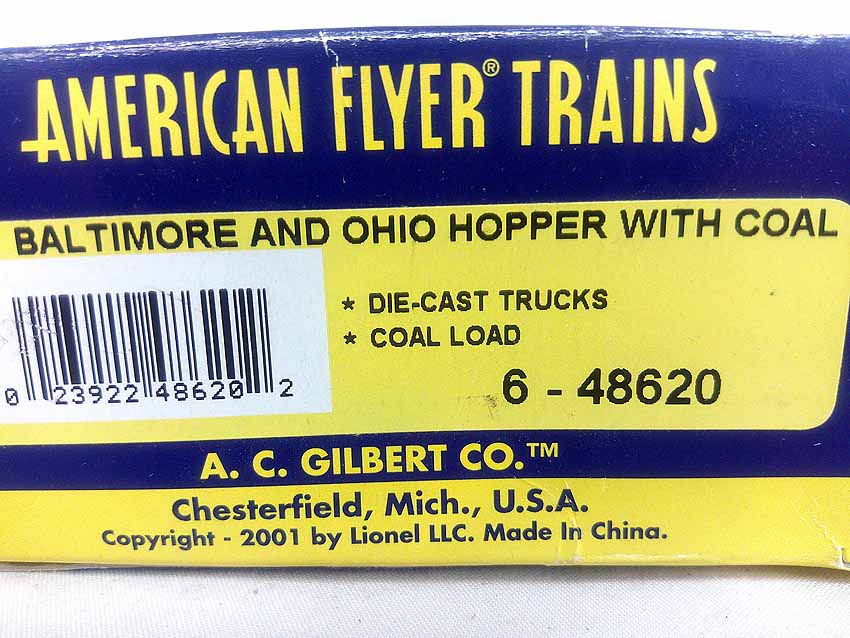 AMERICAN FLYER® TRAINS
BALTIMORE AND OHIO HOPPER WITH COAL
* DIE-CAST TRUCKS
* COAL LOAD
0 23922 48620 2
6 - 48620
A. C. GILBERT CO.™
Chesterfield, Mich., U.S.A.
Copyright - 2001 by Lionel LLC. Made In China.